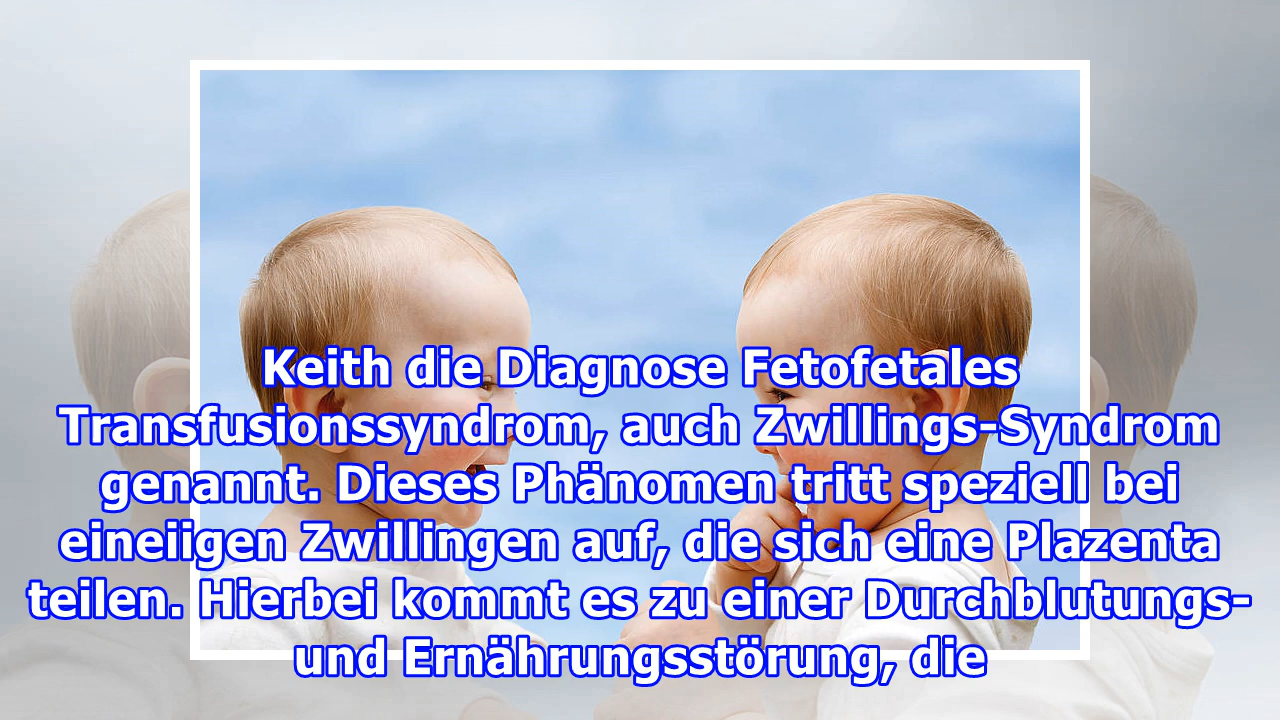 Keith die Diagnose Fetofetales
Transfusionssyndrom, auch Zwillings-Syndrom
genannt. Dieses Phänomen tritt speziell bei
eineiigen Zwillingen auf, die sich eine Plazenta
teilen. Hierbei kommt es zu einer Durchblutungs-
und Ernährungsstörung, die